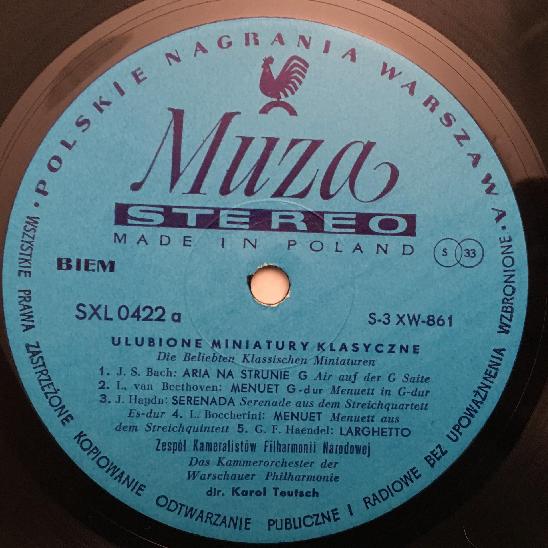 • POLSKIE NAGRANIA WARSZAWA •
Muza
STEREO
MADE IN POLAND
S 33
BIEM
SXL 0422 a
S-3 XW-861
ULUBIONE MINIATURY KLASYCZNE
Die Beliebten Klassischen Miniaturen
1. J. S. Bach: ARIA NA STRUNIE G Air auf der G Saite
2. L. van Beethoven: MENUET G-dur Menuett in G-dur
3. J. Haydn: SERENADA Serenade aus dem Streichquartett
Es-dur 4. L. Boccherini: MENUET Menuett aus
dem Streichquintett 5. G. F. Haendel: LARGHETTO
Zespół Kameralistów Filharmonii Narodowej
Das Kammerorchester der
Warschauer Philharmonie
dir. Karol Teutsch
WSZYSTKIE PRAWA ZASTRZEŻONE KOPIOWANIE ODTWARZANIE PUBLICZNE I RADIOWE BEZ UPOWAŻNIENIA WZBRONIONE